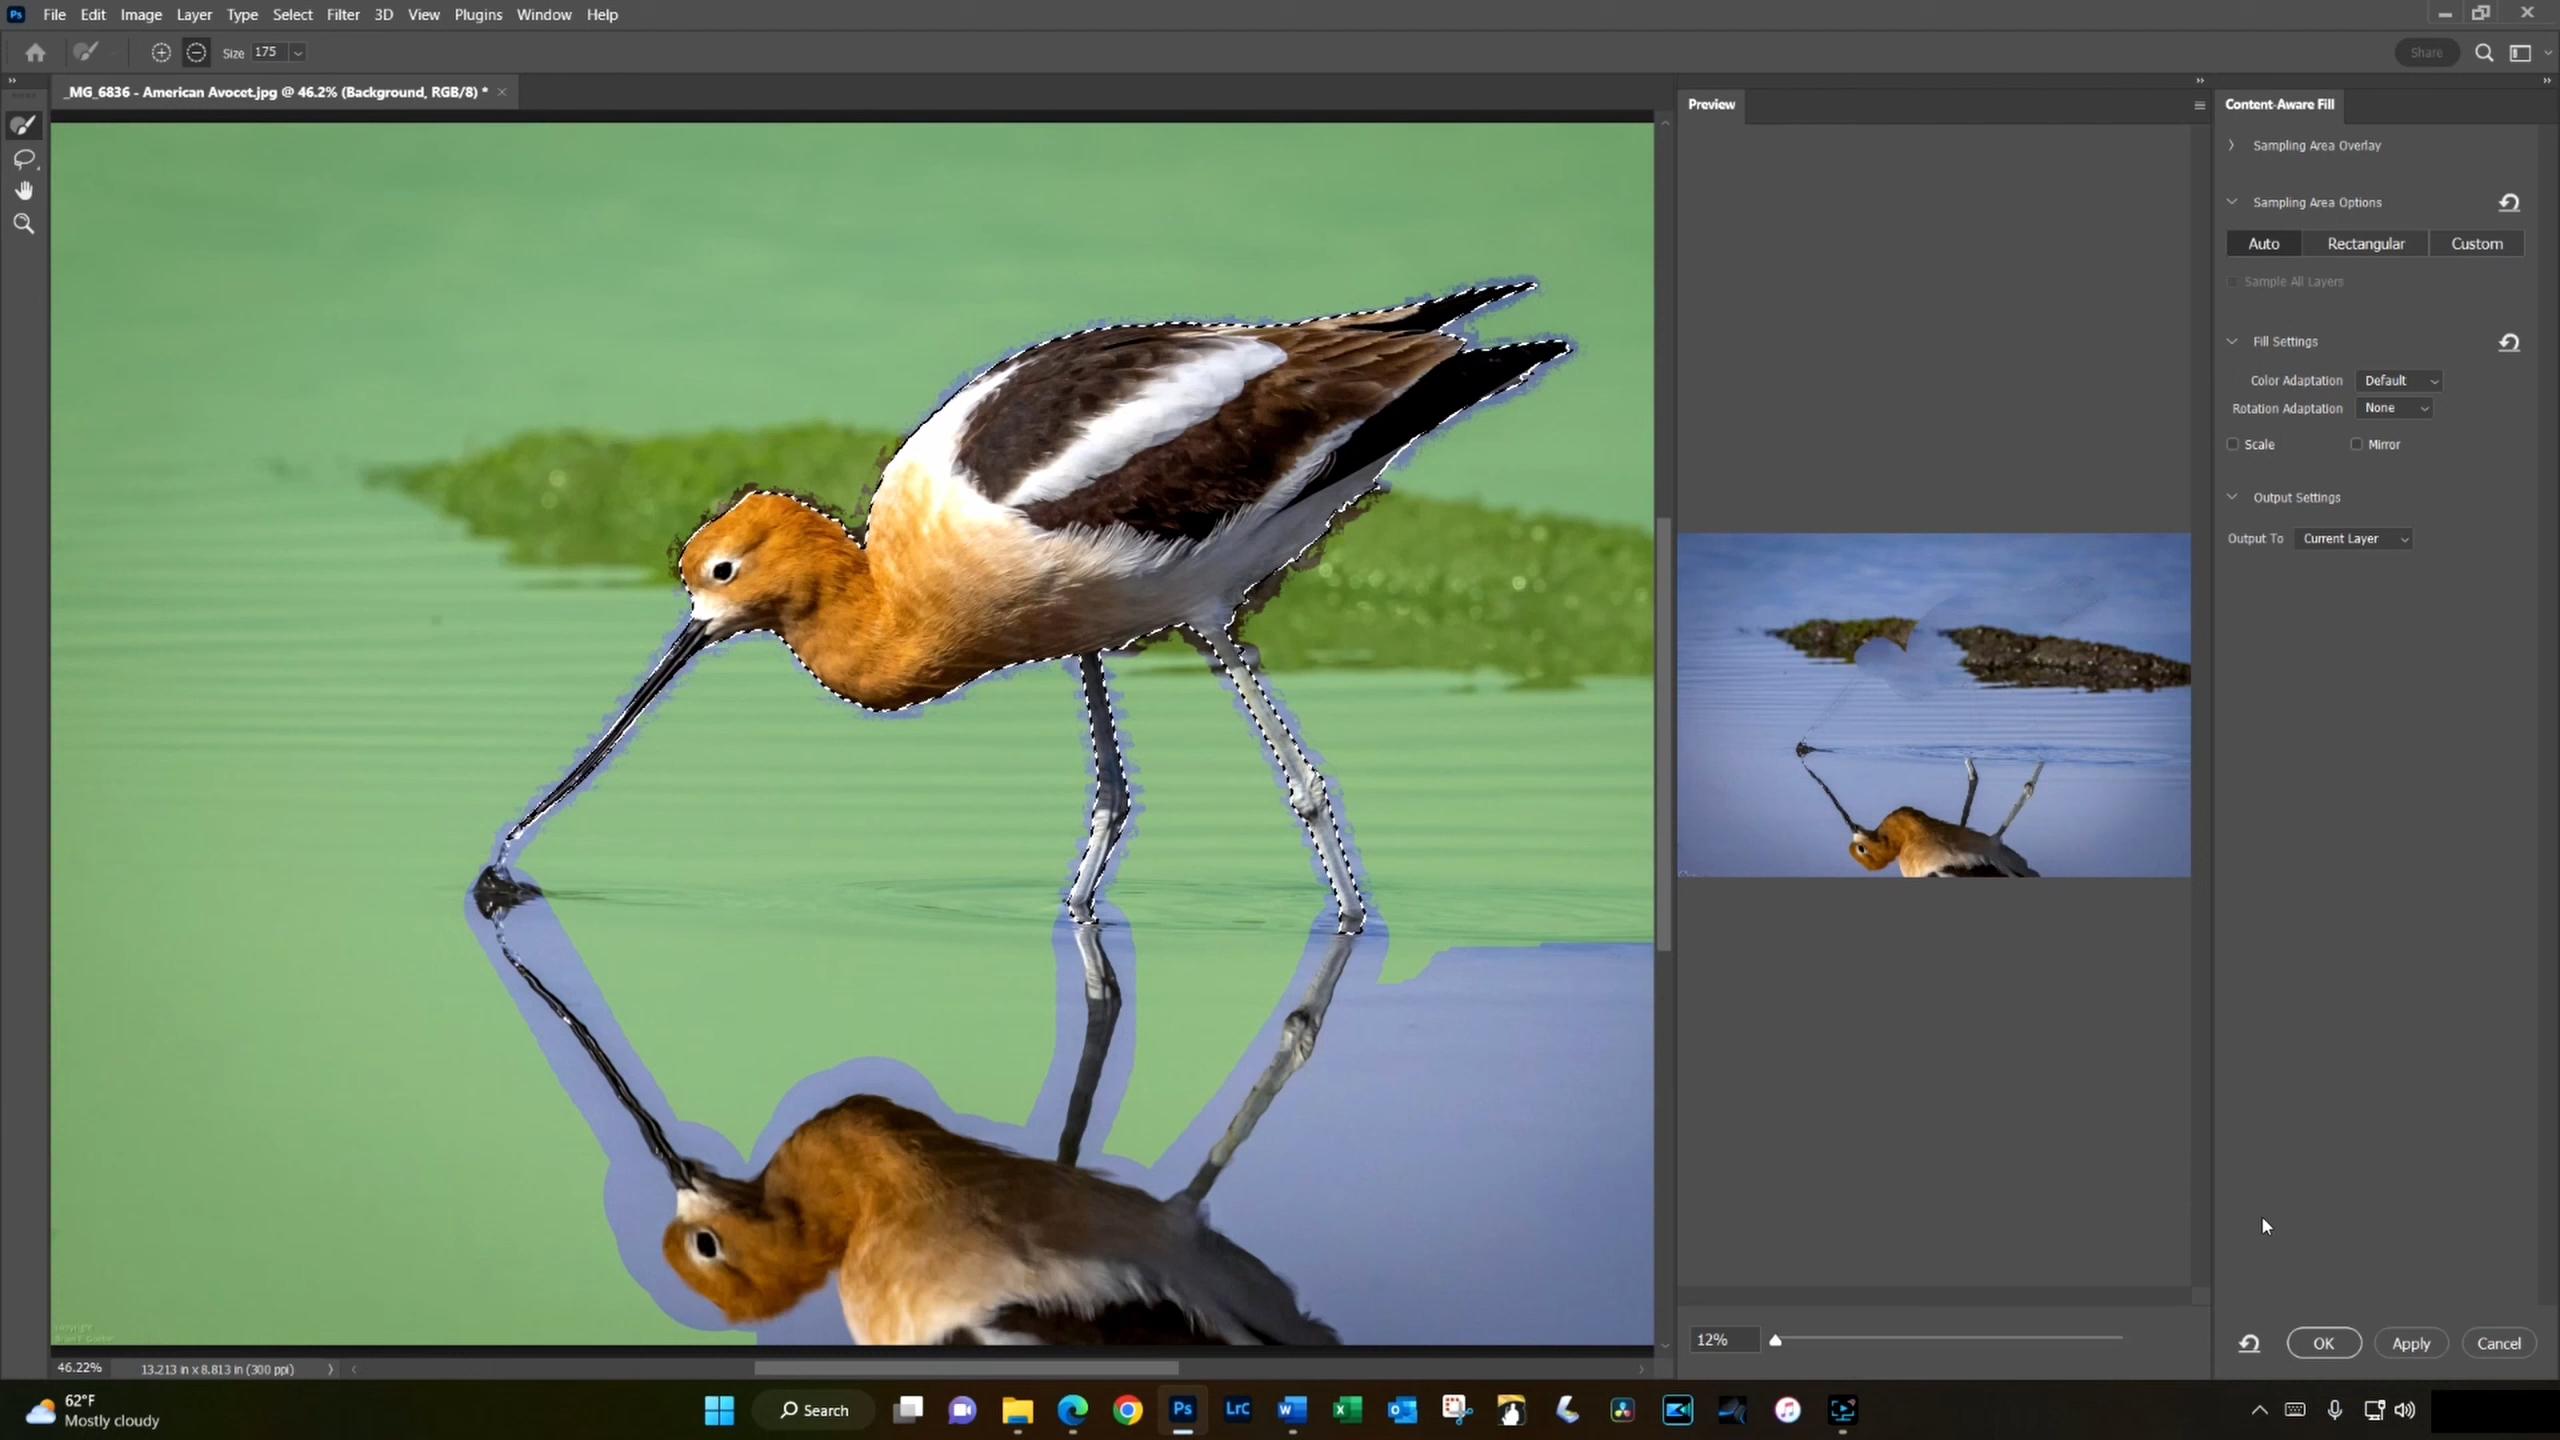 Ps File Edit Image Layer Type Select Filter 3D View Plugins Window Help
Size 175 Share
_MG_6836 - American Avocet.jpg @ 46.2% (Background, RGB/8) *
Preview
Content-Aware Fill
Sampling Area Overlay
Sampling Area Options
Auto Rectangular Custom
Sample All Layers
Fill Settings
Color Adaptation Default
Rotation Adaptation None
Scale Mirror
Output Settings
Output To Current Layer
12%
OK Apply Cancel
46.22% 13.213 in x 8.813 in (300 ppi)
62°F
Mostly cloudy
Search
Ps
LrC